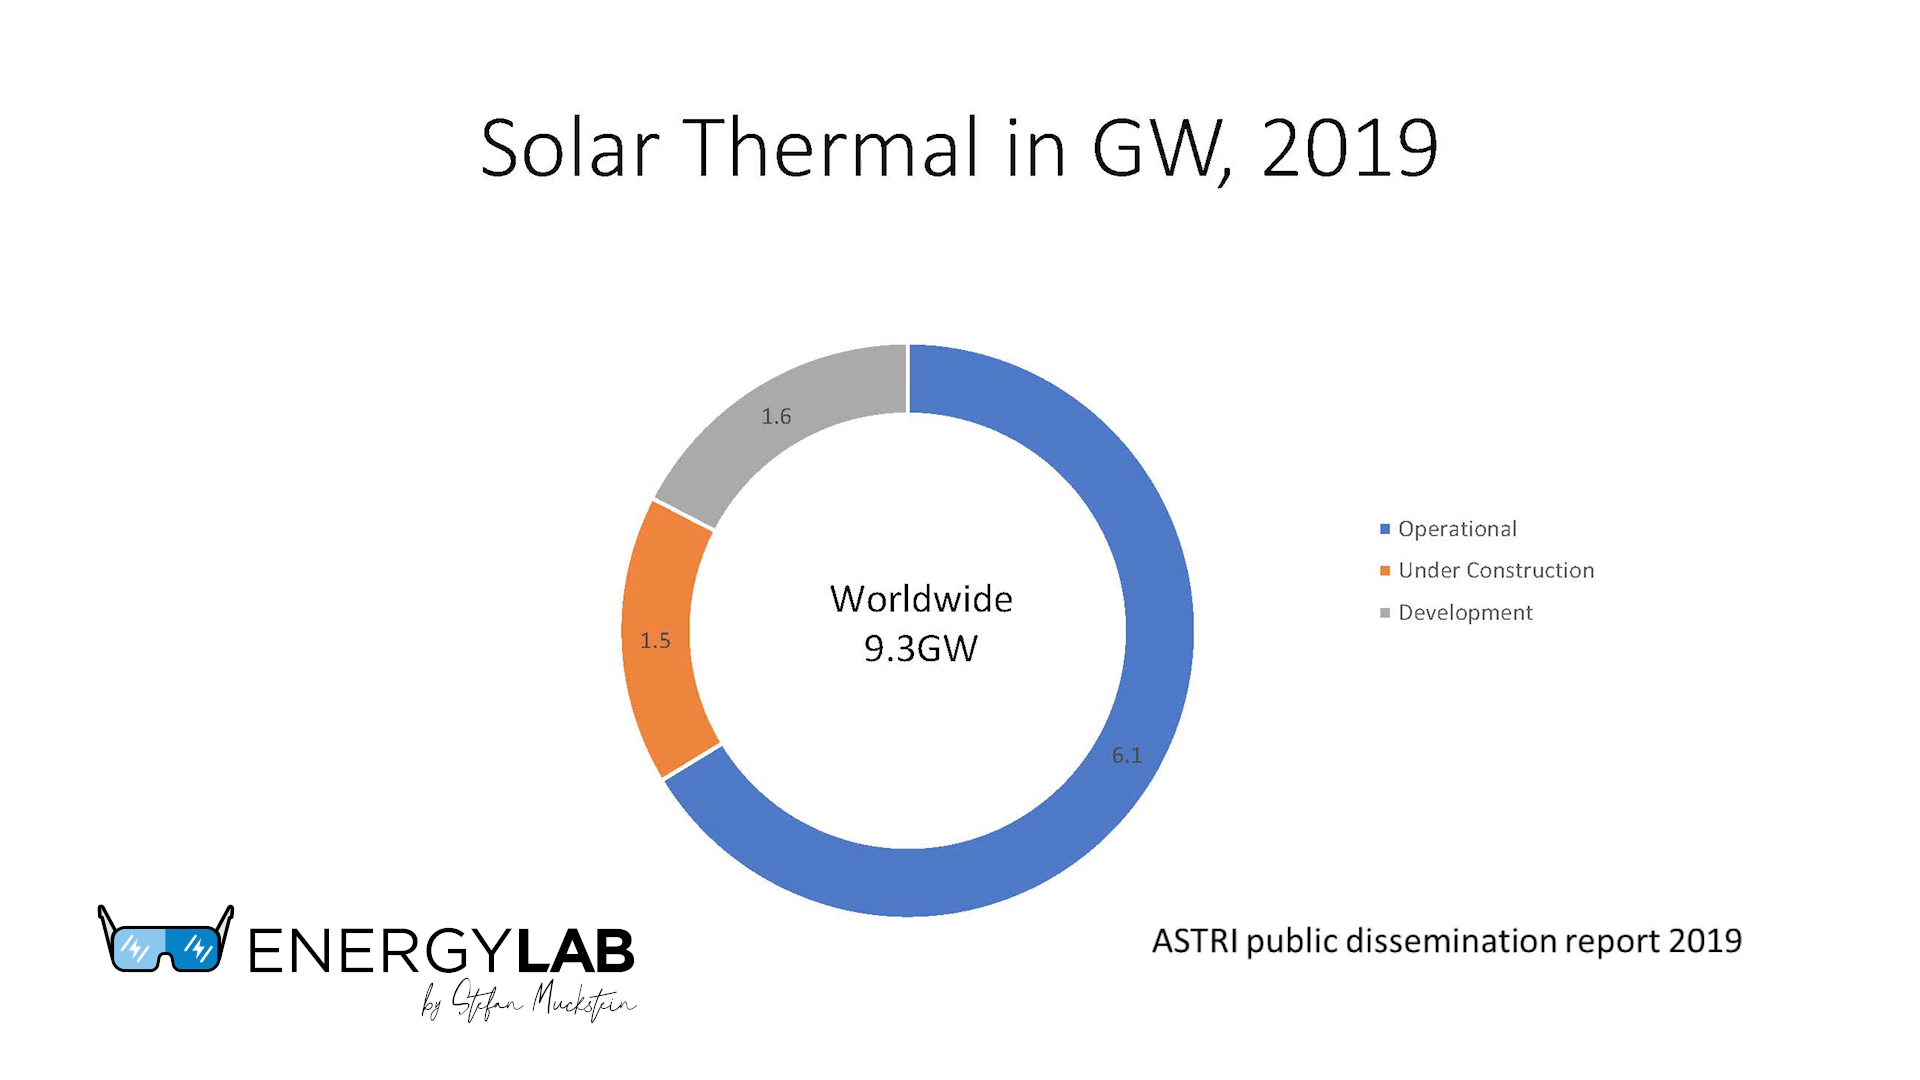 Solar Thermal in GW, 2019
1.6
1.5
6.1
Worldwide
9.3GW
Operational
Under Construction
Development
ENERGYLAB
by Stefan Muckstein
ASTRI public dissemination report 2019